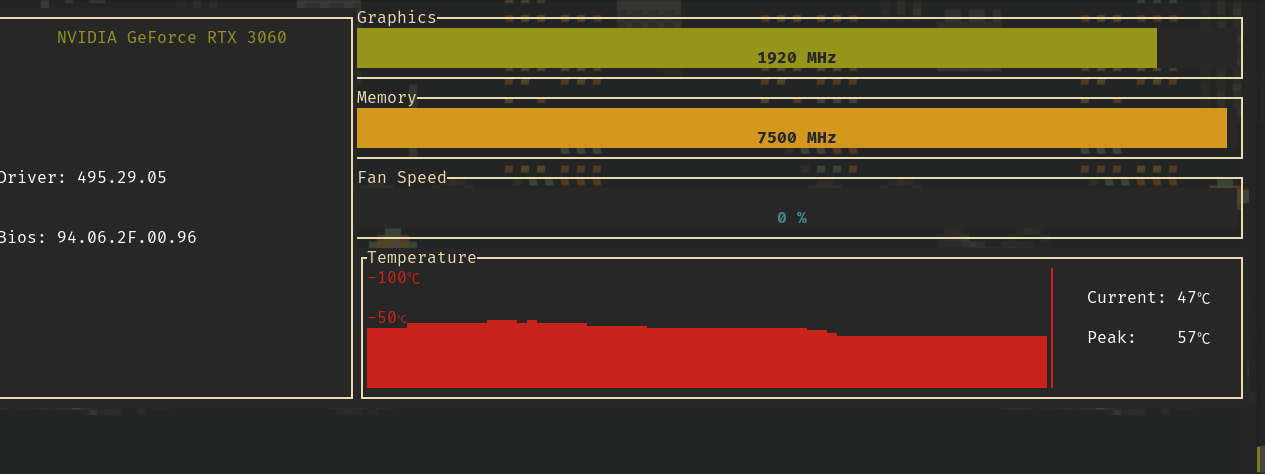 NVIDIA GeForce RTX 3060
Driver: 495.29.05
Bios: 94.06.2F.00.96
Graphics
1920 MHz
Memory
7500 MHz
Fan Speed
0 %
Temperature
-100℃
-50℃
Current: 47℃
Peak: 57℃